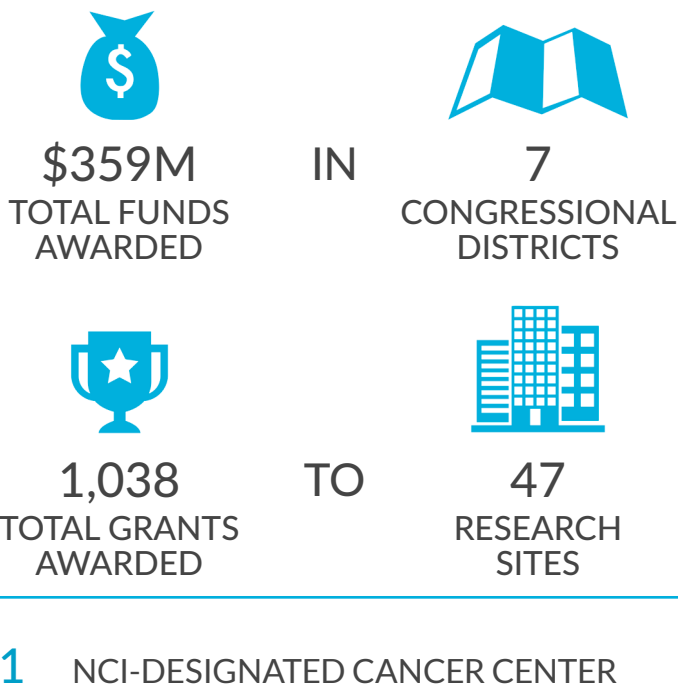 $
$359M IN 7
TOTAL FUNDS CONGRESSIONAL
AWARDED DISTRICTS
1,038 TO 47
TOTAL GRANTS RESEARCH
AWARDED SITES
1 NCI-DESIGNATED CANCER CENTER